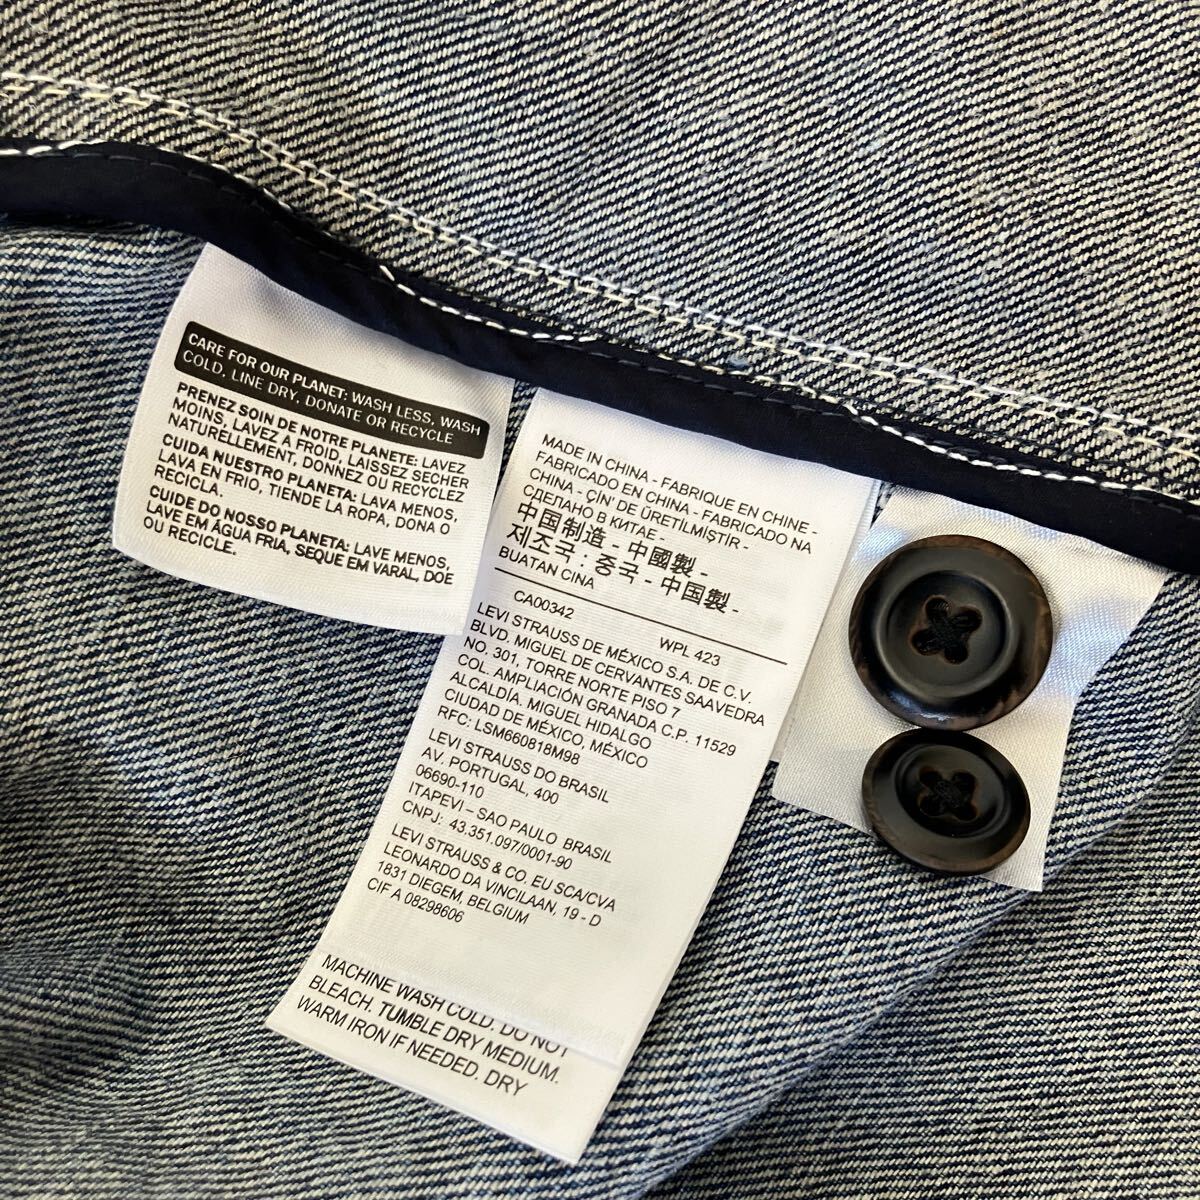 CARE FOR OUR PLANET: WASH LESS, WASH
COLD, LINE DRY, DONATE OR RECYCLE
PRENEZ SOIN DE NOTRE PLANETE: LAVEZ
MOINS, LAVEZ A FROID, LAISSEZ SECHER
NATURELLEMENT, DONNEZ OU RECYCLEZ
CUIDA NUESTRO PLANETA: LAVA MENOS,
LAVA EN FRIO, TIENDE LA ROPA, DONA O
RECICLA.
CUIDE DO NOSSO PLANETA: LAVE MENOS,
LAVE EM ÁGUA FRIA, SEQUE EM VARAL, DOE
OU RECICLE.
MADE IN CHINA - FABRIQUE EN CHINE -
FABRICADO EN CHINA - FABRICADO NA
CHINA - ÇIN' DE ÜRETİLMİŞTİR -
СДЕЛАНО В КИТАЕ -
中国制造 - 中國製 -
제조국 : 중국 - 中国製 -
BUATAN CINA
CA00342 WPL 423
LEVI STRAUSS DE MÉXICO S.A. DE C.V.
BLVD. MIGUEL DE CERVANTES SAAVEDRA
NO. 301, TORRE NORTE PISO 7
COL. AMPLIACIÓN GRANADA C.P. 11529
ALCALDÍA. MIGUEL HIDALGO
CIUDAD DE MÉXICO, MÉXICO
RFC: LSM660818M98
LEVI STRAUSS DO BRASIL
AV. PORTUGAL, 400
06690-110
ITAPEVI – SAO PAULO BRASIL
CNPJ: 43.351.097/0001-90
LEVI STRAUSS & CO. EU SCA/CVA
LEONARDO DA VINCILAAN, 19 - D
1831 DIEGEM, BELGIUM
CIF A 08298606
MACHINE WASH COLD. DO NOT
BLEACH. TUMBLE DRY MEDIUM.
WARM IRON IF NEEDED. DRY